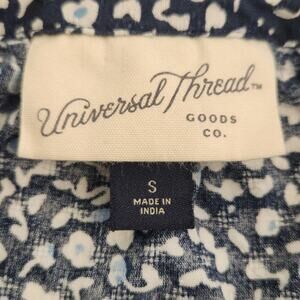 Universal Thread™
GOODS
CO.
S
MADE IN
INDIA